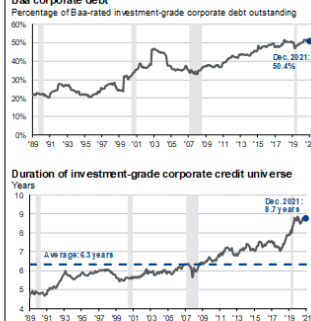 Baa corporate debt
Percentage of Baa-rated investment-grade corporate debt outstanding
60%
50%
Dec. 2021:
50.4%
40%
30%
20%
10%
0%
'89 '91 '93 '95 '97 '99 '01 '03 '05 '07 '09 '11 '13 '15 '17 '19 '2
Duration of investment-grade corporate credit universe
Years
10
Dec. 2021:
8.7 years
9
8
7
Average: 6.3 years
6
5
4
'89 '91 '93 '95 '97 '99 '01 '03 '05 '07 '09 '11 '13 '15 '17 '19 '21